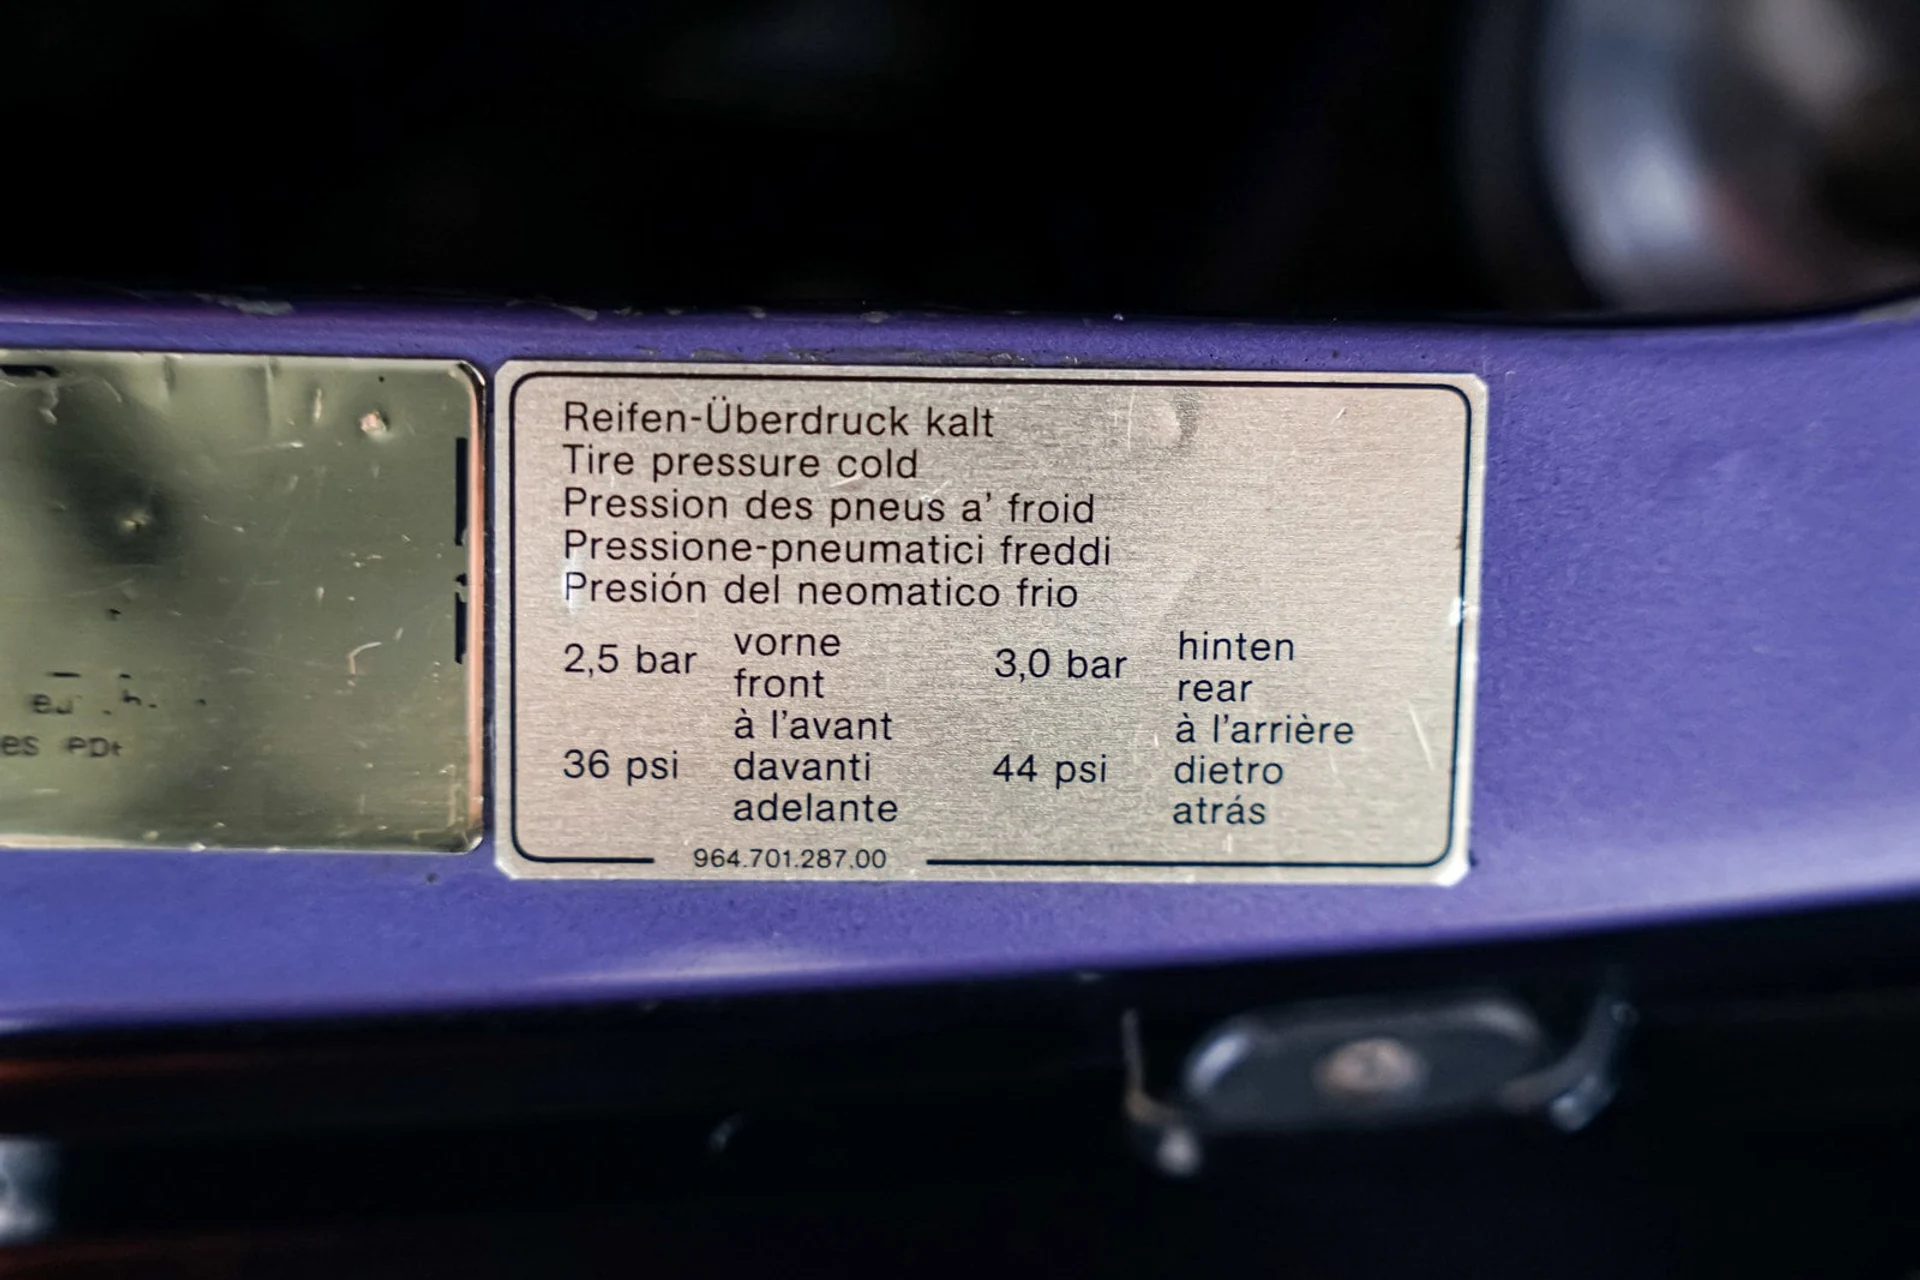 Reifen-Überdruck kalt
Tire pressure cold
Pression des pneus a' froid
Pressione-pneumatici freddi
Presión del neomatico frio
2,5 bar vorne 3,0 bar hinten
front rear
à l'avant à l'arrière
36 psi davanti 44 psi dietro
adelante atrás
964.701.287.00